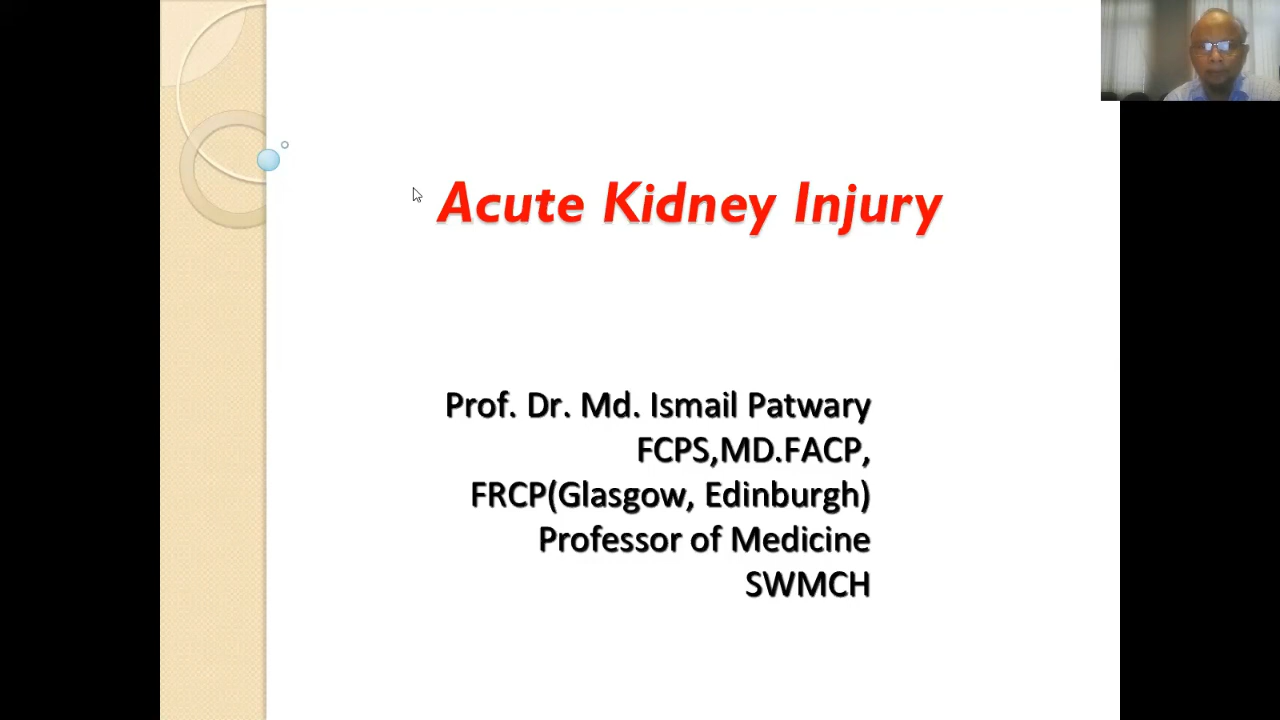 Acute Kidney Injury
Prof. Dr. Md. Ismail Patwary
FCPS,MD.FACP,
FRCP(Glasgow, Edinburgh)
Professor of Medicine
SWMCH